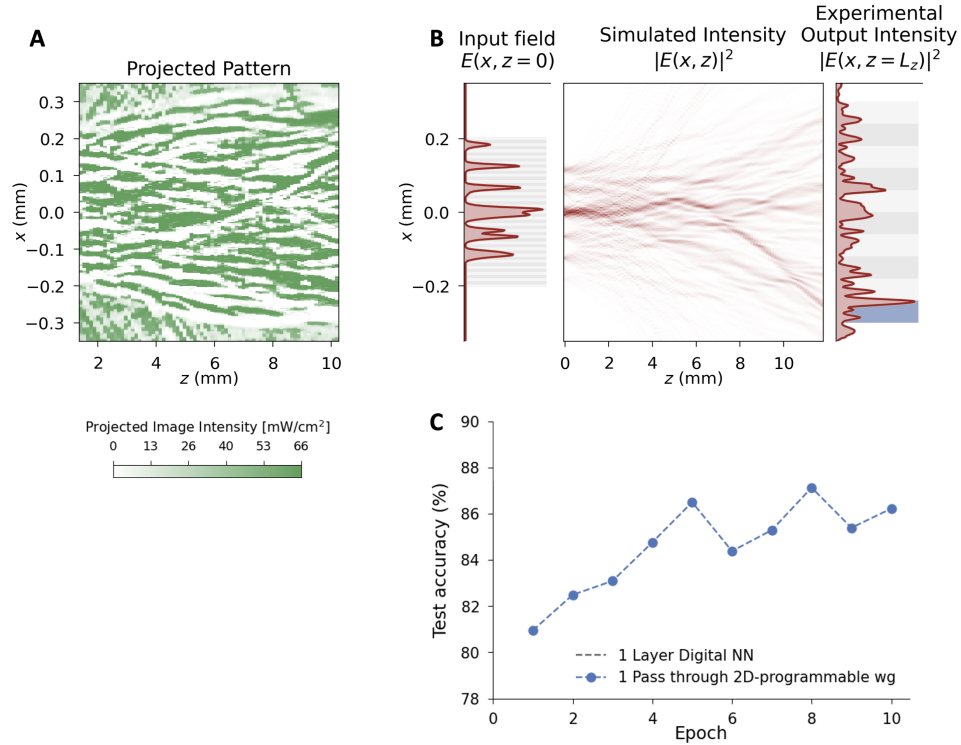 A
Projected Pattern
x (mm)
0.3
0.2
0.1
0.0
−0.1
−0.2
−0.3
2 4 6 8 10
z (mm)
Projected Image Intensity [mW/cm²]
0 13 26 40 53 66
B
Input field
E(x, z = 0)
Simulated Intensity
|E(x, z)|²
Experimental
Output Intensity
|E(x, z = L_z)|²
x (mm)
0.2
0.0
−0.2
0 2 4 6 8 10
z (mm)
C
Test accuracy (%)
90
88
86
84
82
80
78
0 2 4 6 8 10
Epoch
1 Layer Digital NN
1 Pass through 2D-programmable wg